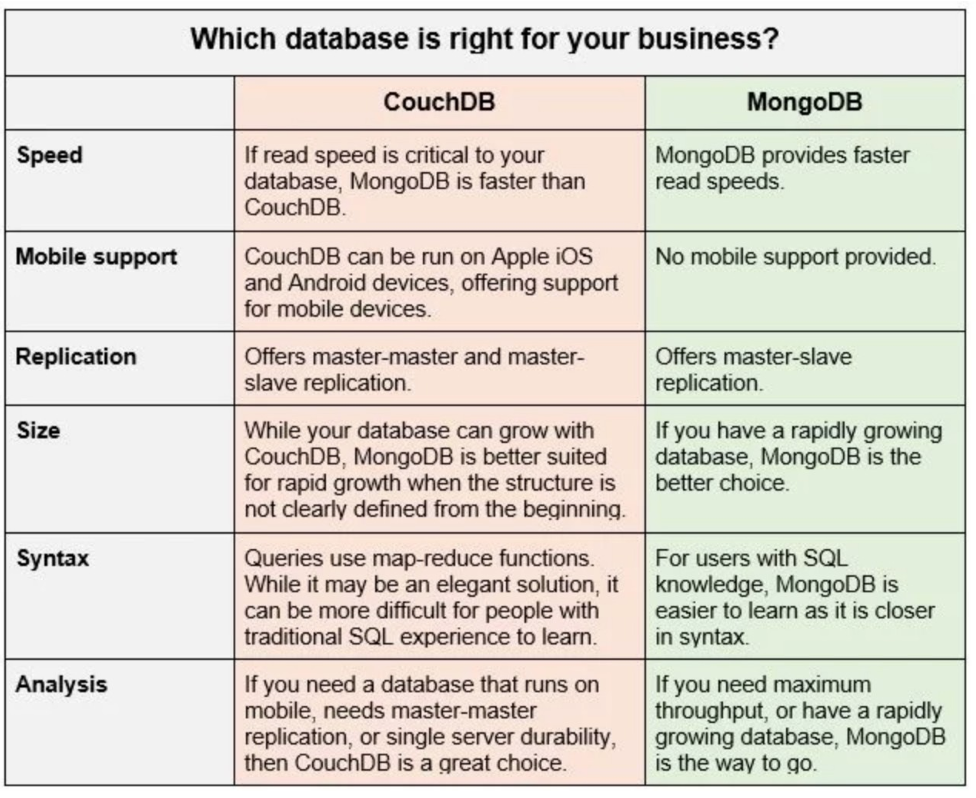 Which database is right for your business?
CouchDB
MongoDB
Speed
If read speed is critical to your
database, MongoDB is faster than
CouchDB.
MongoDB provides faster
read speeds.
Mobile support
CouchDB can be run on Apple iOS
and Android devices, offering support
for mobile devices.
No mobile support provided.
Replication
Offers master-master and master-
slave replication.
Offers master-slave
replication.
Size
While your database can grow with
CouchDB, MongoDB is better suited
for rapid growth when the structure is
not clearly defined from the beginning.
If you have a rapidly growing
database, MongoDB is the
better choice.
Syntax
Queries use map-reduce functions.
While it may be an elegant solution, it
can be more difficult for people with
traditional SQL experience to learn.
For users with SQL
knowledge, MongoDB is
easier to learn as it is closer
in syntax.
Analysis
If you need a database that runs on
mobile, needs master-master
replication, or single server durability,
then CouchDB is a great choice.
If you need maximum
throughput, or have a rapidly
growing database, MongoDB
is the way to go.